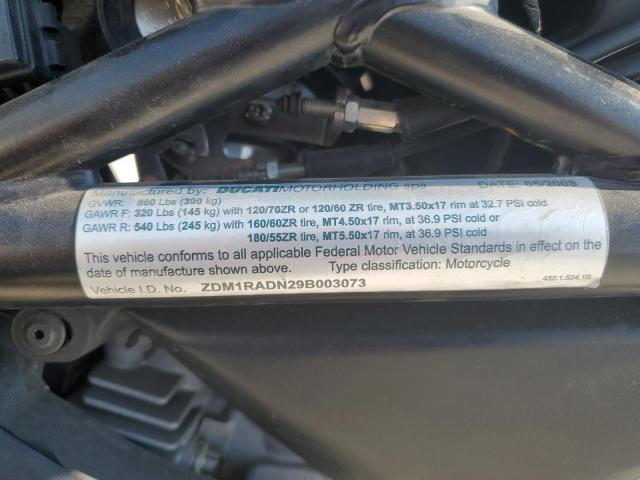 Manufactured by: DUCATIMOTORHOLDING spa DATE: 05/2008
GVWR: 860 Lbs (390 kg)
GAWR F: 320 Lbs (145 kg) with 120/70ZR or 120/60 ZR tire, MT3.50x17 rim at 32.7 PSI cold
GAWR R: 540 Lbs (245 kg) with 160/60ZR tire, MT4.50x17 rim, at 36.9 PSI cold or
180/55ZR tire, MT5.50x17 rim, at 36.9 PSI cold
This vehicle conforms to all applicable Federal Motor Vehicle Standards in effect on the
date of manufacture shown above. Type classification: Motorcycle
Vehicle I.D. No. ZDM1RADN29B003073 432.1.524.1B